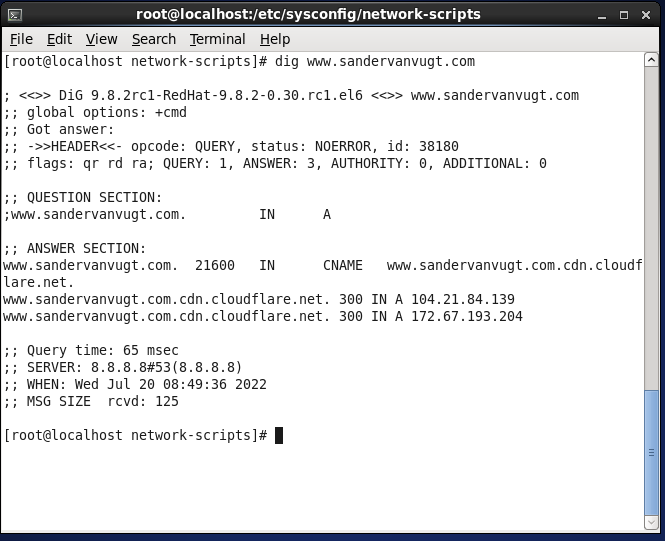 root@localhost:/etc/sysconfig/network-scripts
File Edit View Search Terminal Help
[root@localhost network-scripts]# dig www.sandervanvugt.com
; <<>> DiG 9.8.2rc1-RedHat-9.8.2-0.30.rc1.el6 <<>> www.sandervanvugt.com
;; global options: +cmd
;; Got answer:
;; ->>HEADER<<- opcode: QUERY, status: NOERROR, id: 38180
;; flags: qr rd ra; QUERY: 1, ANSWER: 3, AUTHORITY: 0, ADDITIONAL: 0
;; QUESTION SECTION:
;www.sandervanvugt.com. IN A
;; ANSWER SECTION:
www.sandervanvugt.com. 21600 IN CNAME www.sandervanvugt.com.cdn.cloudf
lare.net.
www.sandervanvugt.com.cdn.cloudflare.net. 300 IN A 104.21.84.139
www.sandervanvugt.com.cdn.cloudflare.net. 300 IN A 172.67.193.204
;; Query time: 65 msec
;; SERVER: 8.8.8.8#53(8.8.8.8)
;; WHEN: Wed Jul 20 08:49:36 2022
;; MSG SIZE rcvd: 125
[root@localhost network-scripts]#